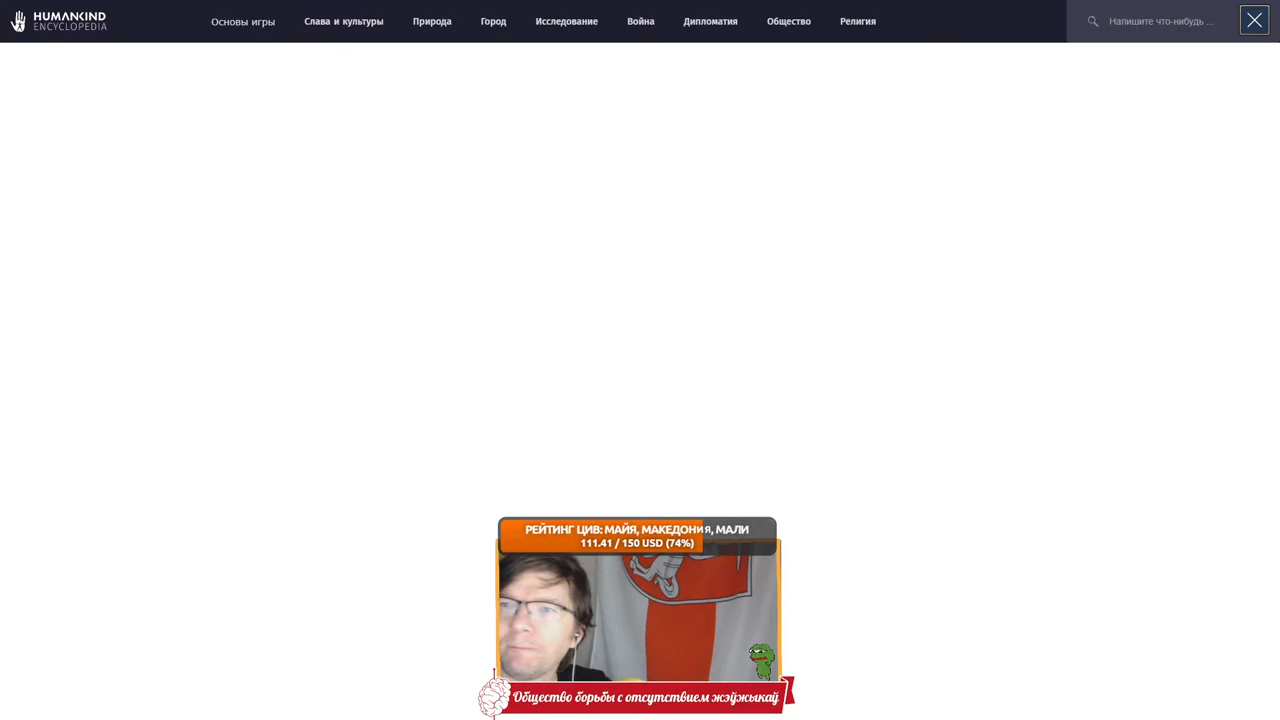 HUMANKIND
ENCYCLOPEDIA
Основы игры
Слава и культуры
Природа
Город
Исследование
Война
Дипломатия
Общество
Религия
Напишите что-нибудь ...
РЕЙТИНГ ЦИВ: МАЙЯ, МАКЕДОНИЯ, МАЛИ
111.41 / 150 USD (74%)
Общество борьбы с отсутствием жэўжыкаў